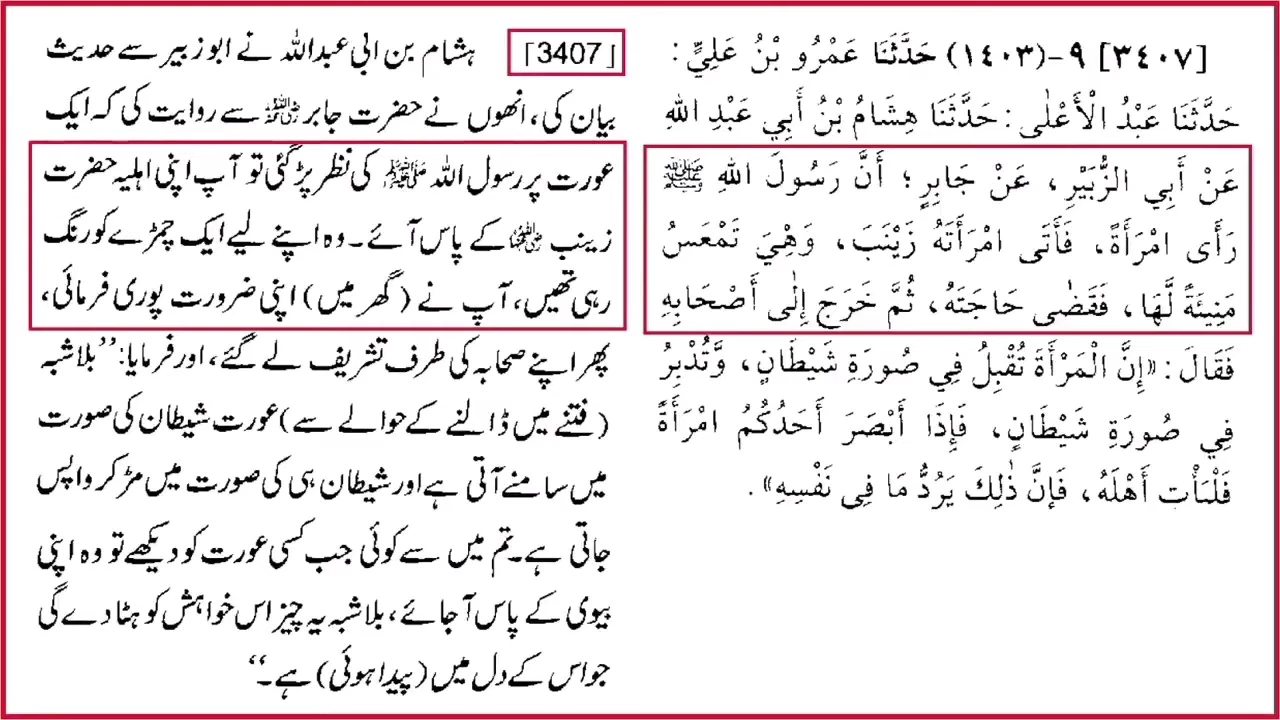 [٣٤٠٧] ٩-(١٤٠٣) حَدَّثَنَا عَمْرُو بْنُ عَلِيٍّ:
حَدَّثَنَا عَبْدُ الْأَعْلٰى: حَدَّثَنَا هِشَامُ بْنُ أَبِي عَبْدِ اللهِ
عَنْ أَبِي الزُّبَيْرِ، عَنْ جَابِرٍ؛ أَنَّ رَسُولَ اللهِ ﷺ
رَأَى امْرَأَةً، فَأَتَى امْرَأَتَهُ زَيْنَبَ، وَهِيَ تَمْعَسُ
مَنِيئَةً لَّهَا، فَقَضٰى حَاجَتَهُ، ثُمَّ خَرَجَ إِلٰى أَصْحَابِهِ
فَقَالَ: «إِنَّ الْمَرْأَةَ تُقْبِلُ فِي صُورَةِ شَيْطَانٍ، وَّتُدْبِرُ
فِي صُورَةِ شَيْطَانٍ، فَإِذَا أَبْصَرَ أَحَدُكُمُ امْرَأَةً
فَلْيَأْتِ أَهْلَهُ، فَإِنَّ ذٰلِكَ يَرُدُّ مَا فِي نَفْسِهِ».
[3407] ہشام بن ابی عبداللہ نے ابوزبیر سے حدیث
بیان کی، انھوں نے حضرت جابر رضی اللہ عنہ سے روایت کی کہ ایک
عورت پر رسول اللہ ﷺ کی نظر پڑ گئی تو آپ اپنی اہلیہ حضرت
زینب رضی اللہ عنہا کے پاس آئے۔ وہ اپنے لیے ایک چمڑے کو رنگ
رہی تھیں، آپ نے (گھر میں) اپنی ضرورت پوری فرمائی،
پھر اپنے صحابہ کی طرف تشریف لے گئے، اور فرمایا: ’’بلاشبہ
(فتنے میں ڈالنے کے حوالے سے) عورت شیطان کی صورت
میں سامنے آتی ہے اور شیطان ہی کی صورت میں مڑ کر واپس
جاتی ہے۔ تم میں سے کوئی جب کسی عورت کو دیکھے تو وہ اپنی
بیوی کے پاس آ جائے، بلاشبہ یہ چیز اس خواہش کو ہٹا دے گی
جو اس کے دل میں (پیدا ہوئی) ہے۔‘‘